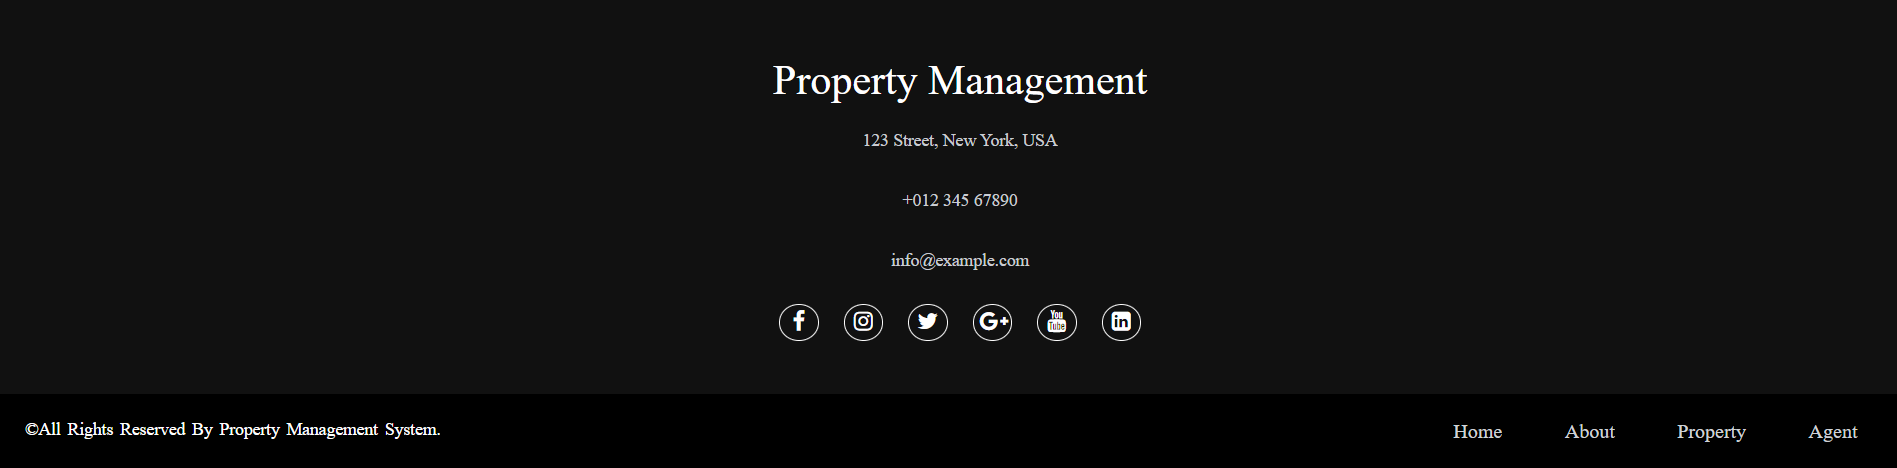 Property Management
123 Street, New York, USA
+012 345 67890
info@example.com
f G+ You Tube in
©All Rights Reserved By Property Management System. Home About Property Agent